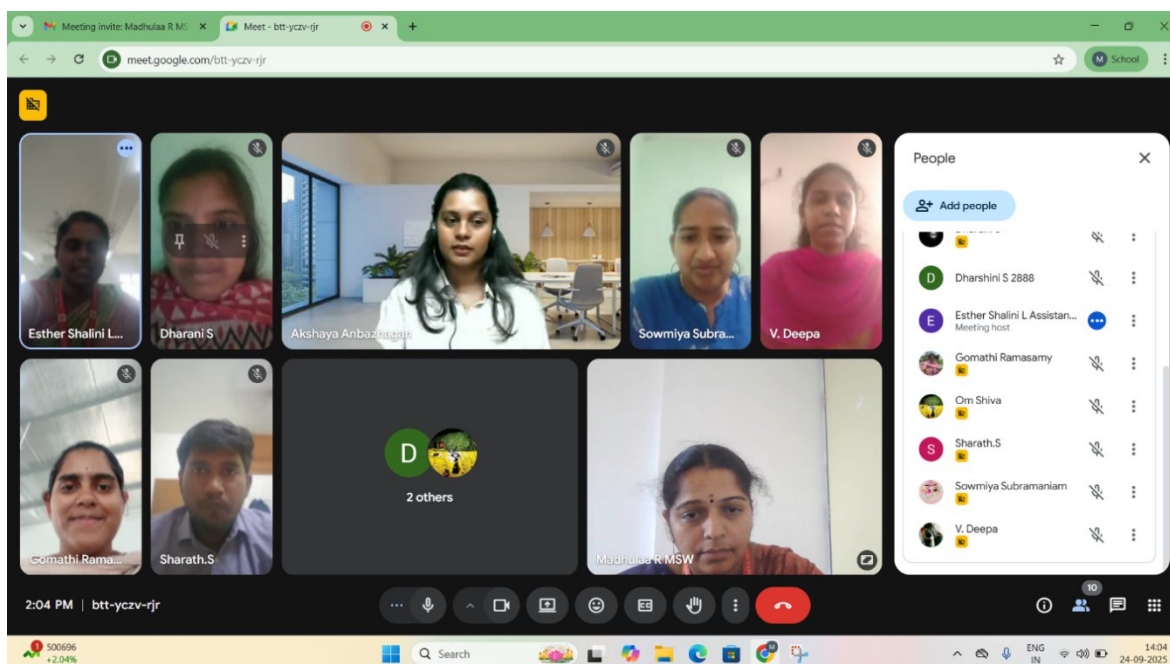 Meeting invite: Madhulaa R MS
Meet - btt-yczv-rjr
meet.google.com/btt-yczv-rjr
M School
Esther Shalini L...
Dharani S
Akshaya Anbazhagan
Sowmiya Subra...
V. Deepa
Gomathi Rama...
Sharath.S
D
2 others
Madhulaa R MSW
People
Add people
D Dharshini S 2888
E Esther Shalini L Assistan...
Meeting host
Gomathi Ramasamy
Om Shiva
S Sharath.S
Sowmiya Subramaniam
V. Deepa
2:04 PM | btt-yczv-rjr
10
1 500696
+2.04%
Search
ENG
IN
14:04
24-09-2025